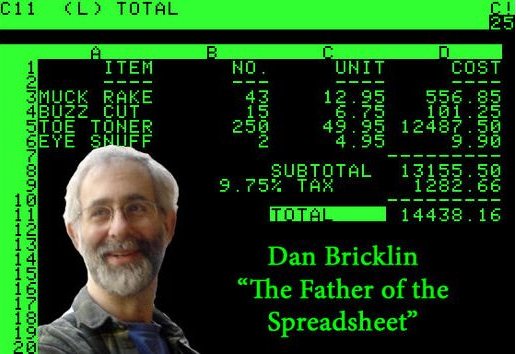 C11 (L) TOTAL C!
25
A B C D
1 ITEM NO. UNIT COST
2 ---- ---- ---- ----
3 MUCK RAKE 43 12.95 556.85
4 BUZZ CUT 15 6.75 101.25
5 TOE TONER 250 49.95 12487.50
6 EYE SNUFF 2 4.95 9.90
7 ---------
8 SUBTOTAL 13155.50
9 9.75% TAX 1282.66
10 ---------
11 TOTAL 14438.16
12
13
14
15
16
17
18
19
20
Dan Bricklin
“The Father of the
Spreadsheet”